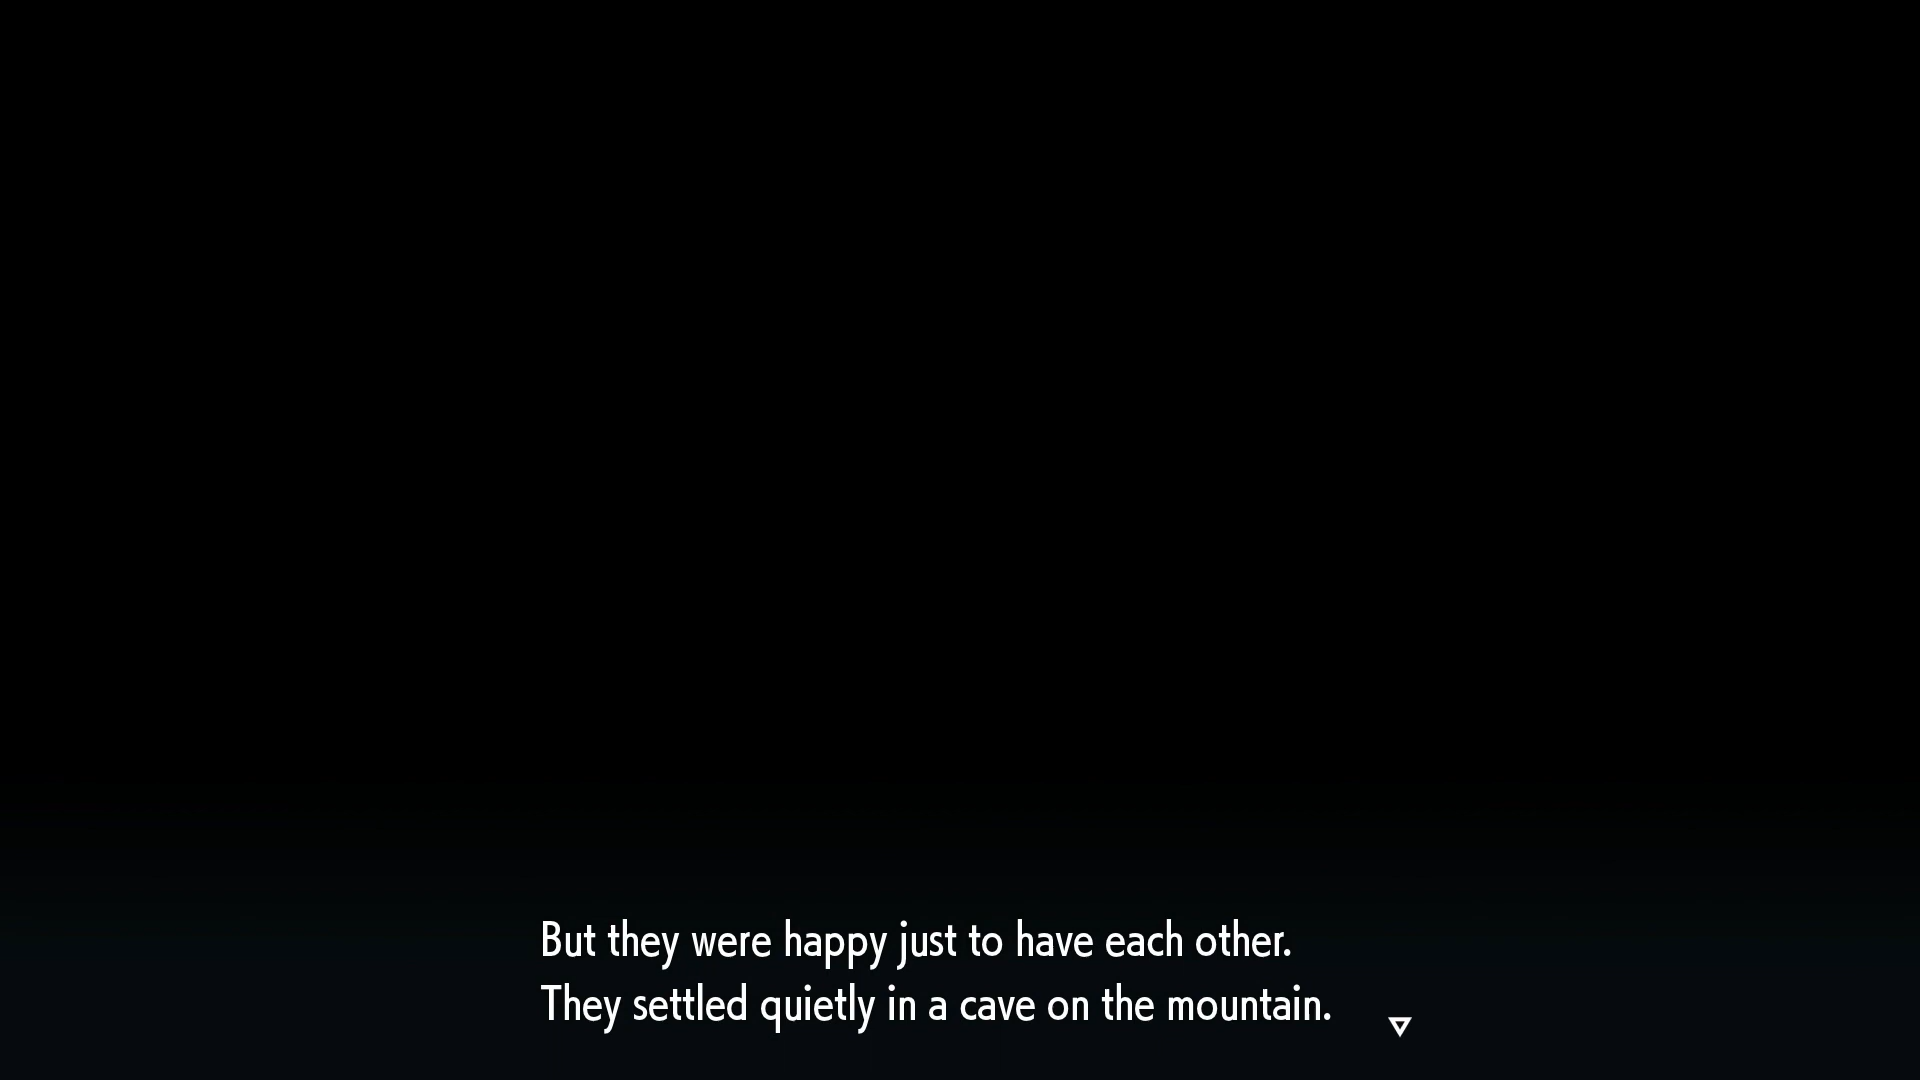 But they were happy just to have each other.
They settled quietly in a cave on the mountain.